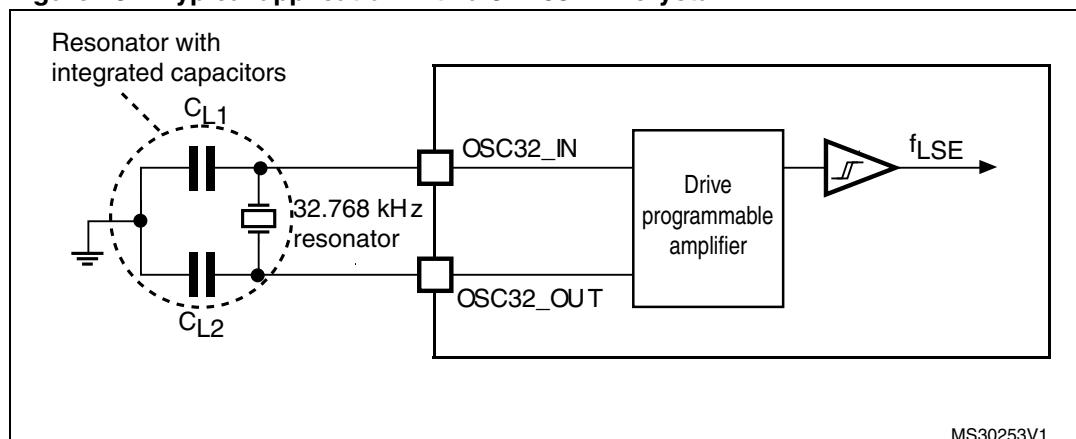 Resonator with
integrated capacitors
CL1
OSC32_IN
fLSE
Drive
programmable
amplifier
32.768 kHz
resonator
OSC32_OUT
CL2
MS30253V1